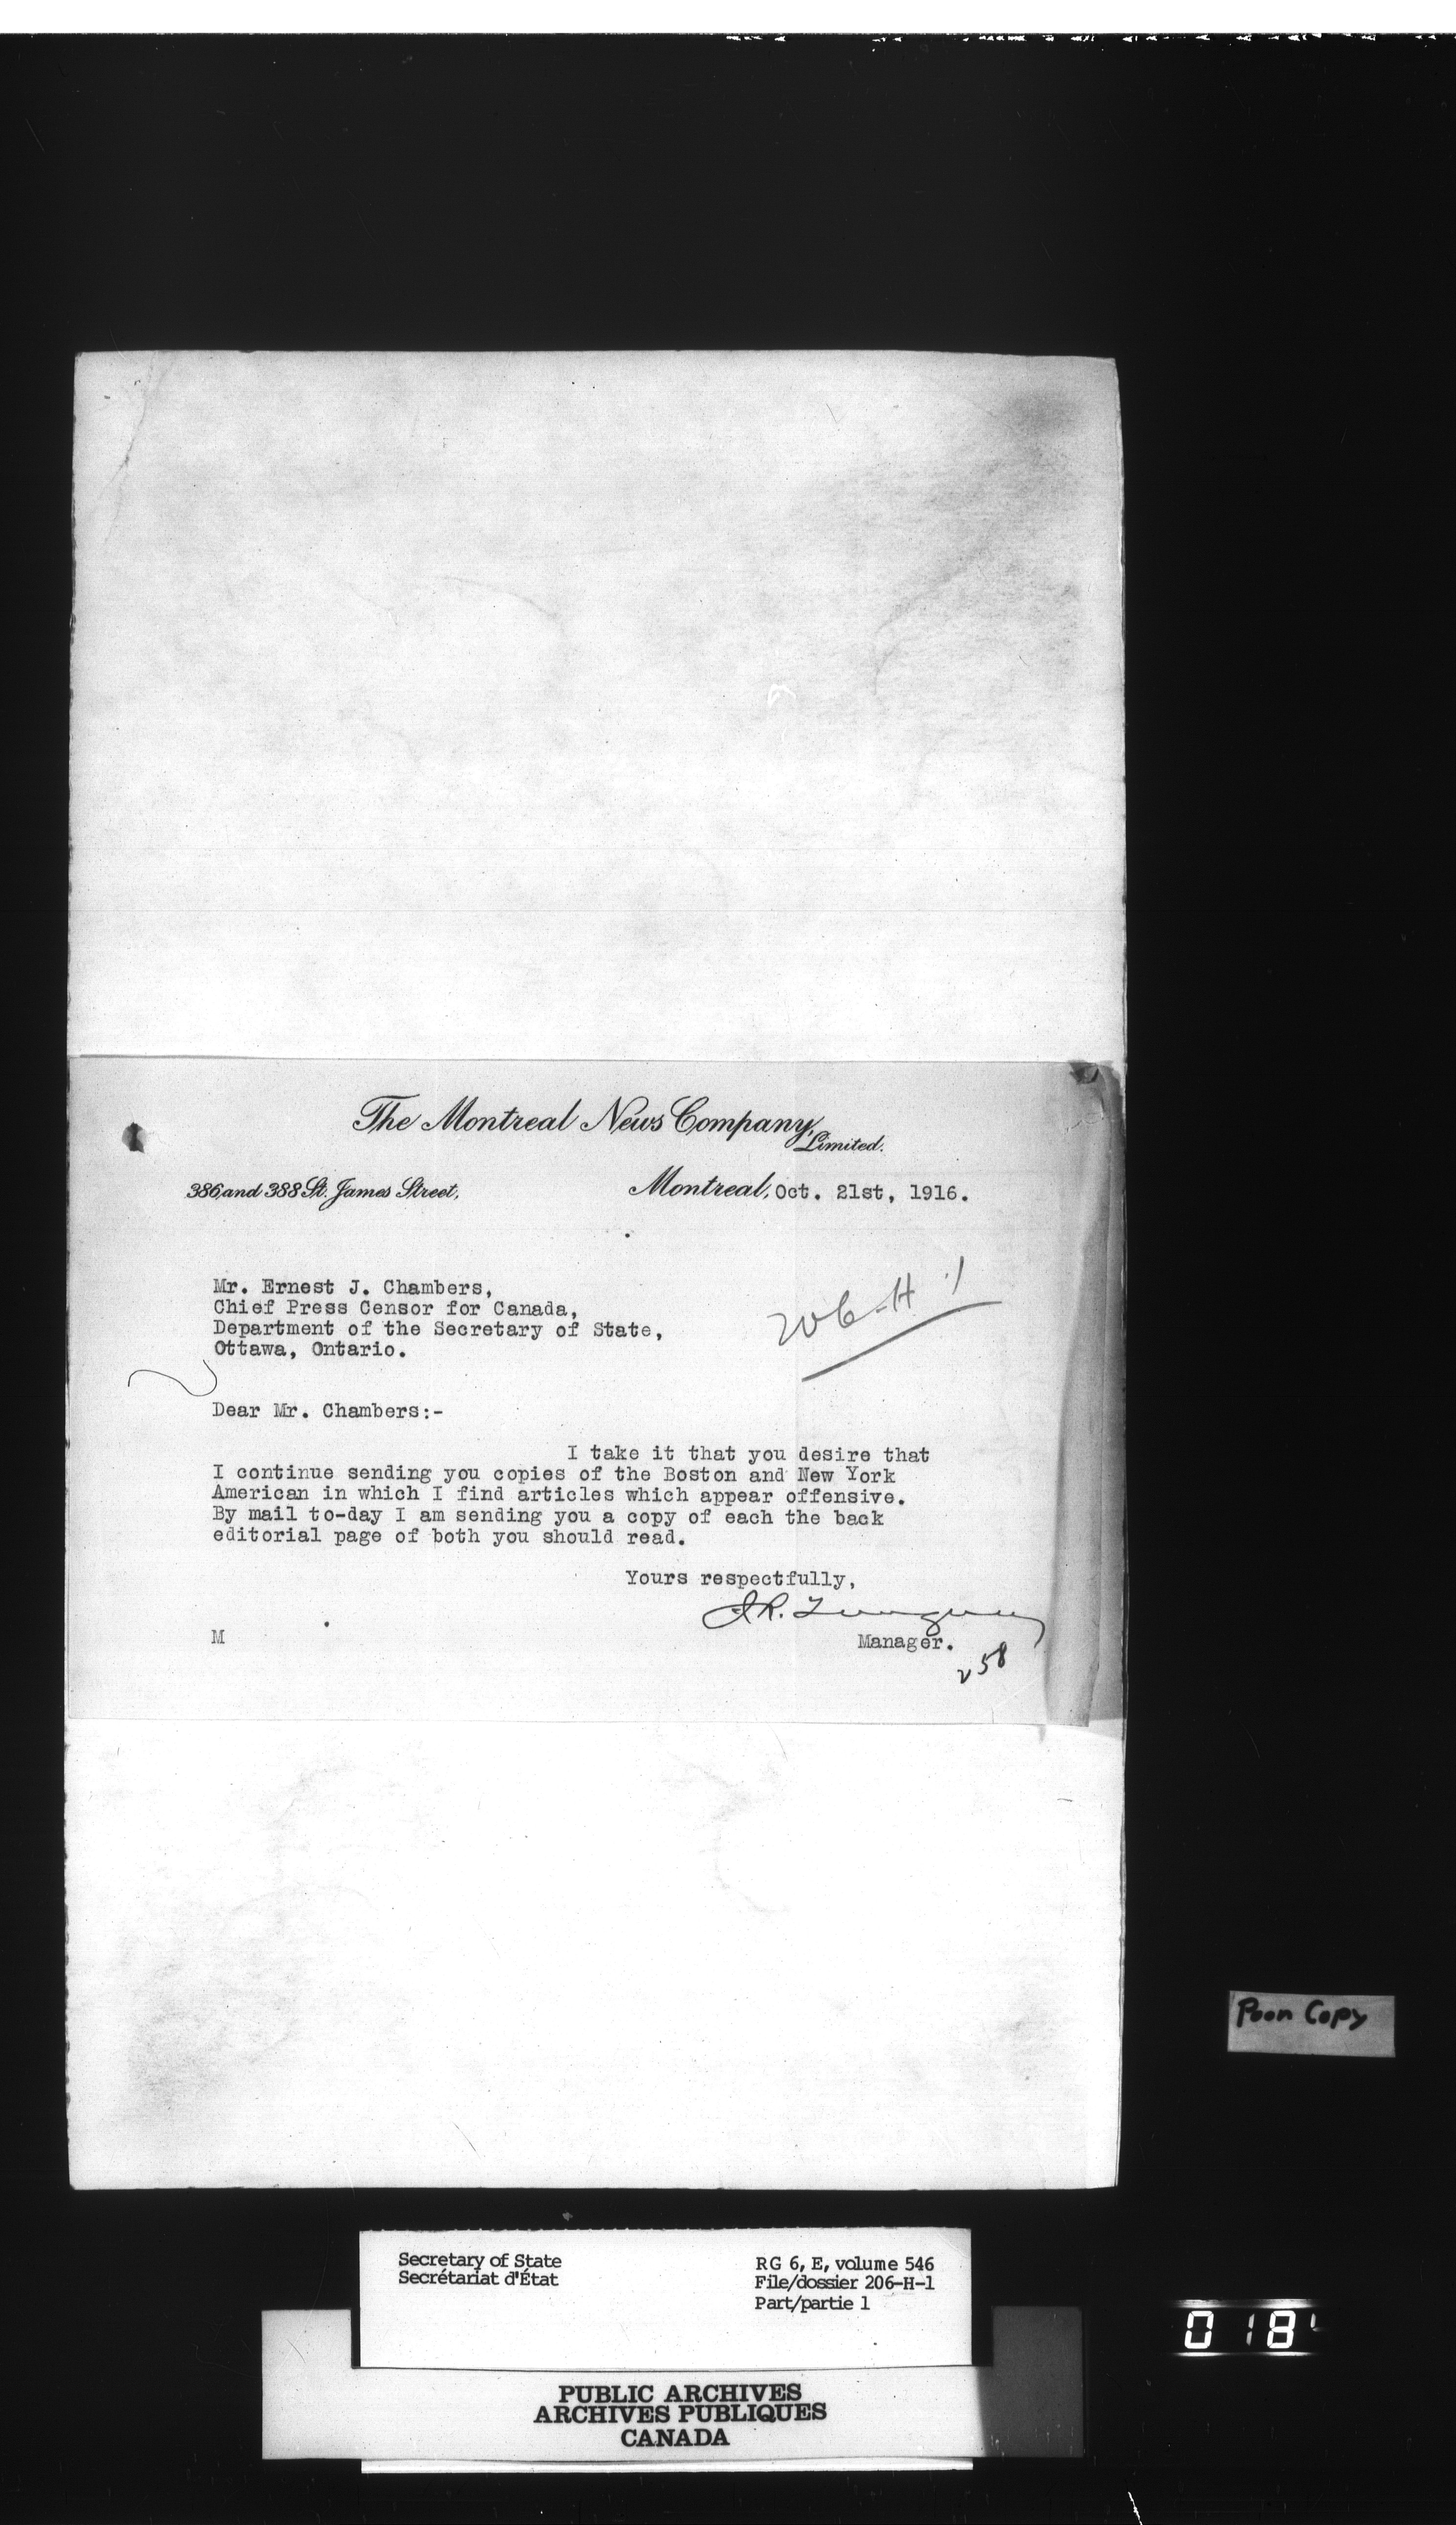 The Montreal News Company,
Limited.
386 and 388 St. James Street,
Montreal, Oct. 21st, 1916.
206-H-1
Mr. Ernest J. Chambers,
Chief Press Censor for Canada,
Department of the Secretary of State,
Ottawa, Ontario.
Dear Mr. Chambers:-
I take it that you desire that
I continue sending you copies of the Boston and New York
American in which I find articles which appear offensive.
By mail to-day I am sending you a copy of each the back
editorial page of both you should read.
Yours respectfully,
Manager.
M
258
Poor Copy
Secretary of State
Secrétariat d'État
RG 6, E, volume 546
File/dossier 206-H-1
Part/partie 1
018
PUBLIC ARCHIVES
ARCHIVES PUBLIQUES
CANADA